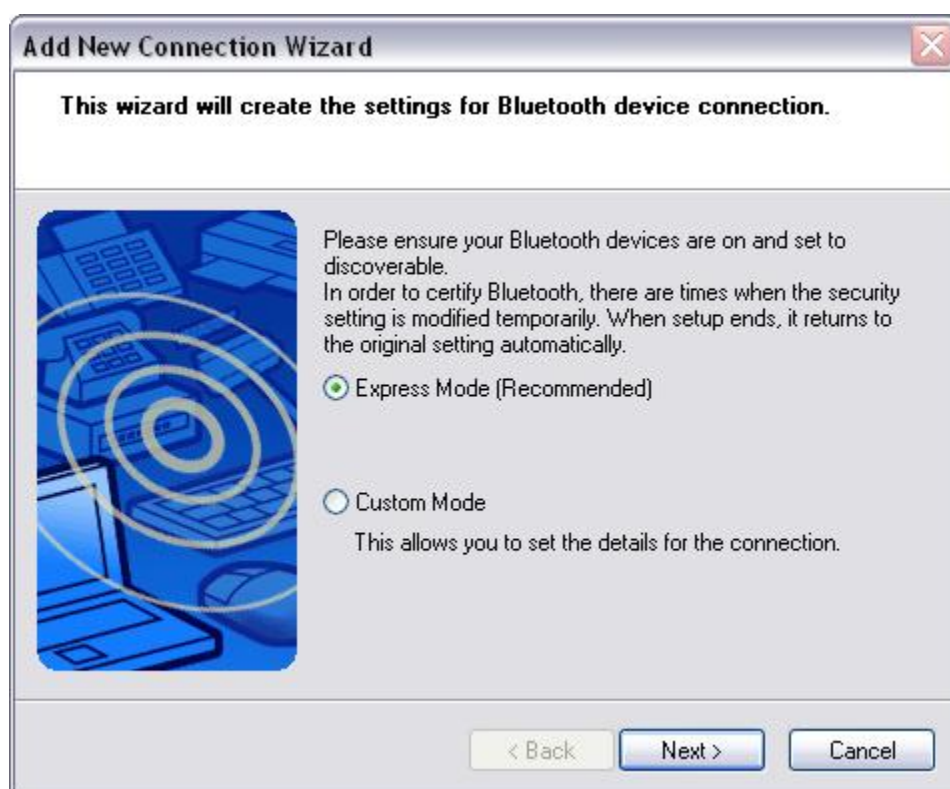 Add New Connection Wizard
This wizard will create the settings for Bluetooth device connection.
Please ensure your Bluetooth devices are on and set to
discoverable.
In order to certify Bluetooth, there are times when the security
setting is modified temporarily. When setup ends, it returns to
the original setting automatically.
Express Mode (Recommended)
Custom Mode
This allows you to set the details for the connection.
< Back
Next >
Cancel